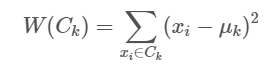 W(C_k) = \sum_{x_i \in C_k} (x_i - \mu_k)^2